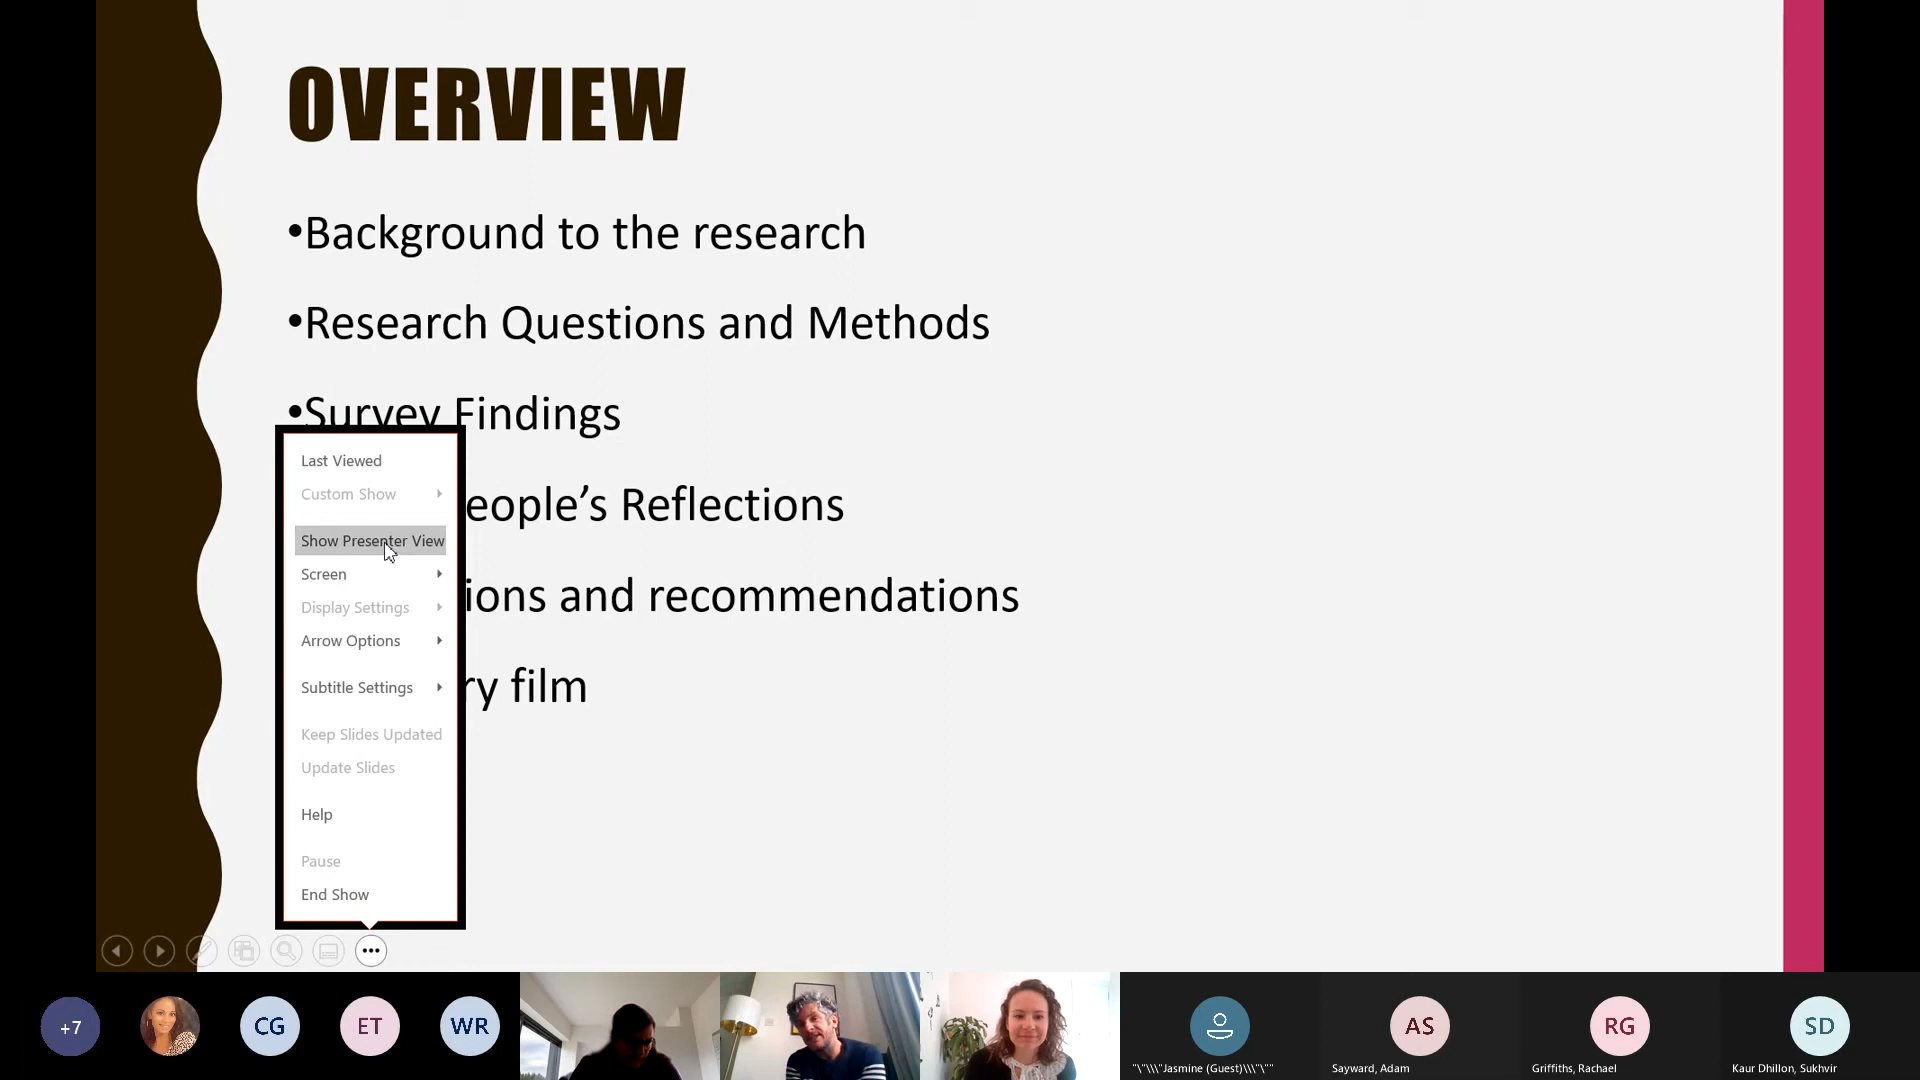 OVERVIEW
•Background to the research
•Research Questions and Methods
•Survey Findings
eople’s Reflections
ions and recommendations
ry film
Last Viewed
Custom Show
Show Presenter View
Screen
Display Settings
Arrow Options
Subtitle Settings
Keep Slides Updated
Update Slides
Help
Pause
End Show
+7
CG
ET
WR
AS
RG
SD
"\"\\\"Jasmine (Guest)\\\"\""
Sayward, Adam
Griffiths, Rachael
Kaur Dhillon, Sukhvir